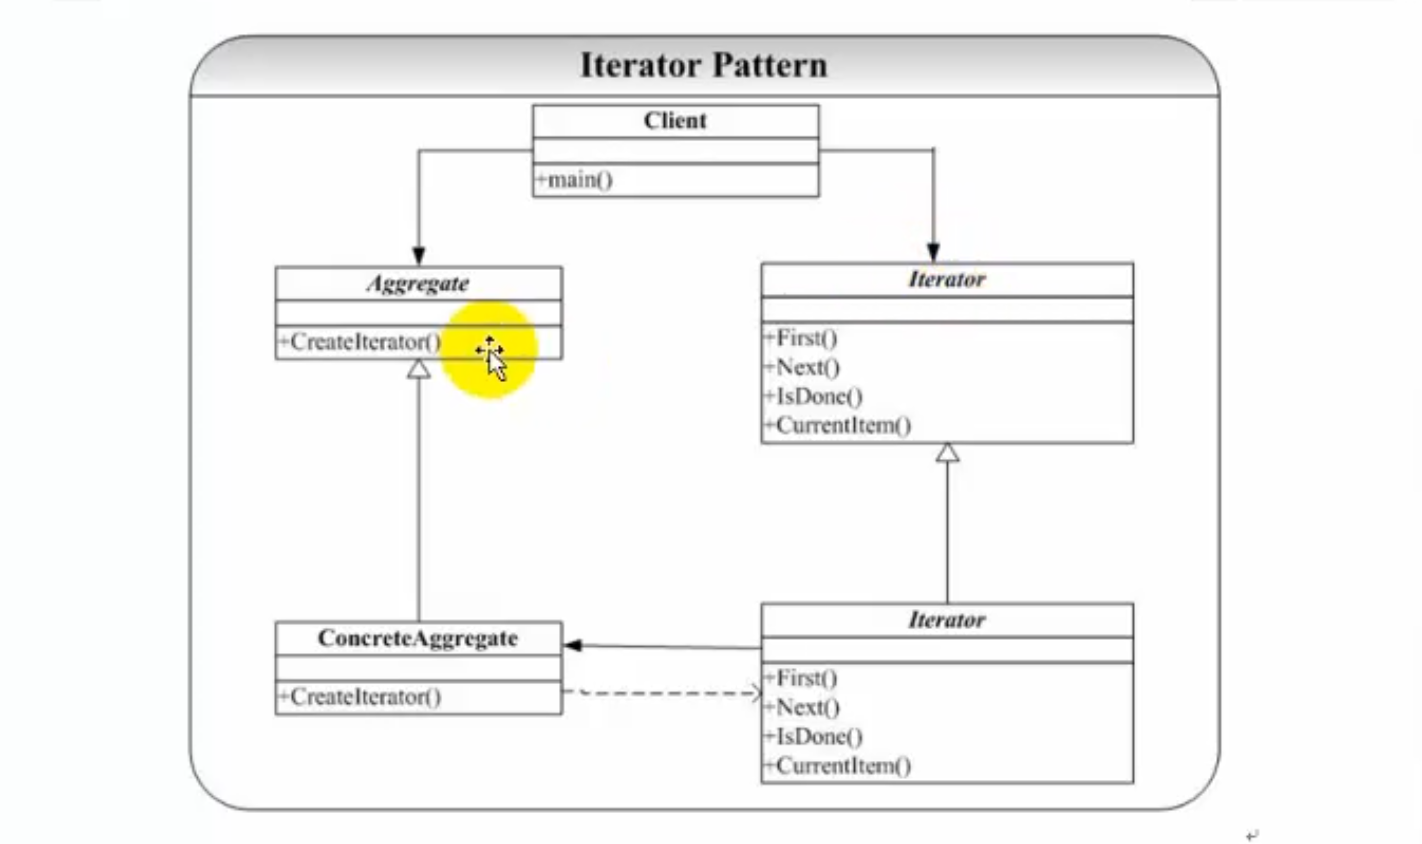 Iterator Pattern
Client
+main()
Aggregate
+CreateIterator()
Iterator
+First()
+Next()
+IsDone()
+CurrentItem()
ConcreteAggregate
+CreateIterator()
Iterator
+First()
+Next()
+IsDone()
+CurrentItem()